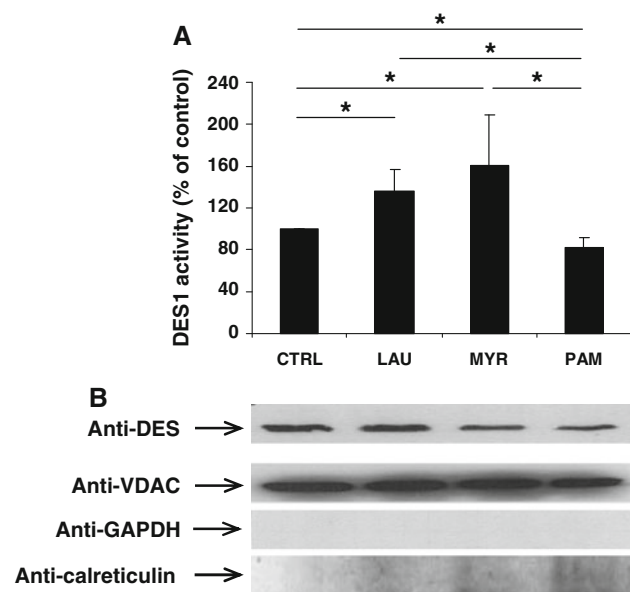 A
*
*
*
*
*
DES1 activity (% of control)
240
200
160
120
80
40
0
CTRL LAU MYR PAM
B
Anti-DES
Anti-VDAC
Anti-GAPDH
Anti-calreticulin